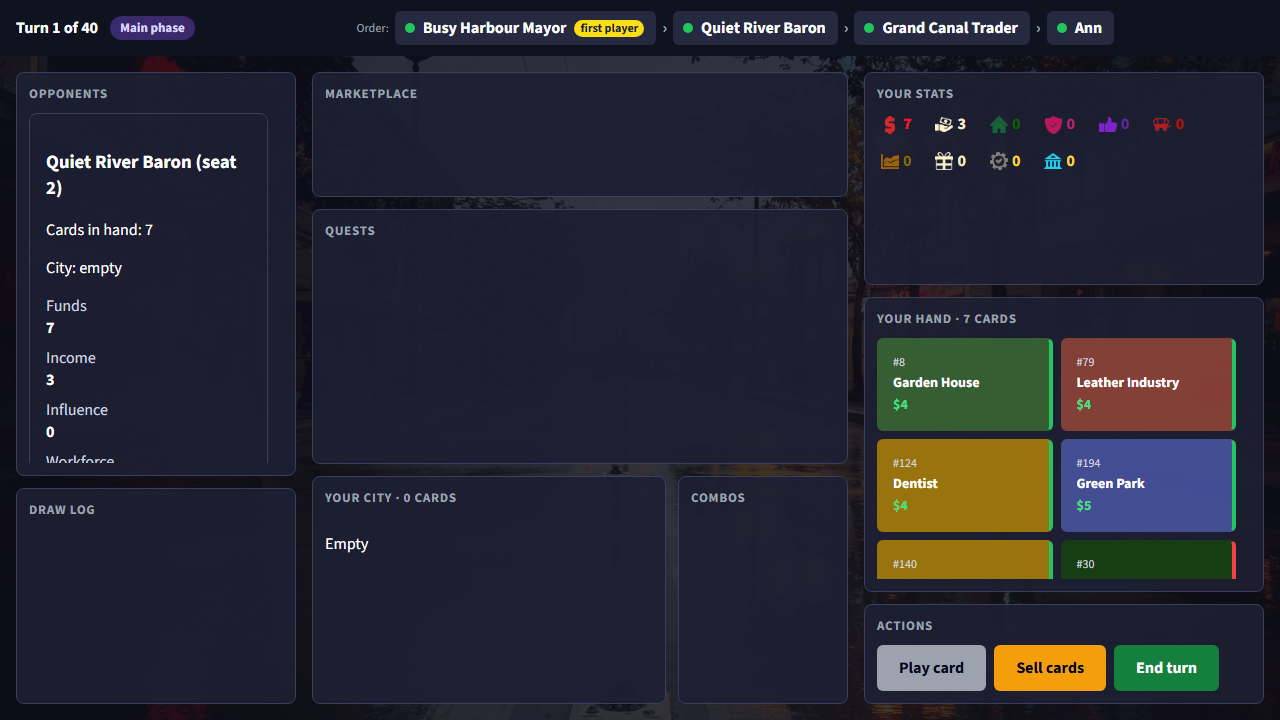 Turn 1 of 40
Main phase
Order:
Busy Harbour Mayor
first player
›
Quiet River Baron
›
Grand Canal Trader
›
Ann
OPPONENTS
Quiet River Baron (seat
2)
Cards in hand: 7
City: empty
Funds
7
Income
3
Influence
0
Workforce
DRAW LOG
MARKETPLACE
QUESTS
YOUR CITY · 0 CARDS
Empty
COMBOS
YOUR STATS
7
3
0
0
0
0
0
0
0
0
YOUR HAND · 7 CARDS
#8
Garden House
$4
#79
Leather Industry
$4
#124
Dentist
$4
#194
Green Park
$5
#140
#30
ACTIONS
Play card
Sell cards
End turn